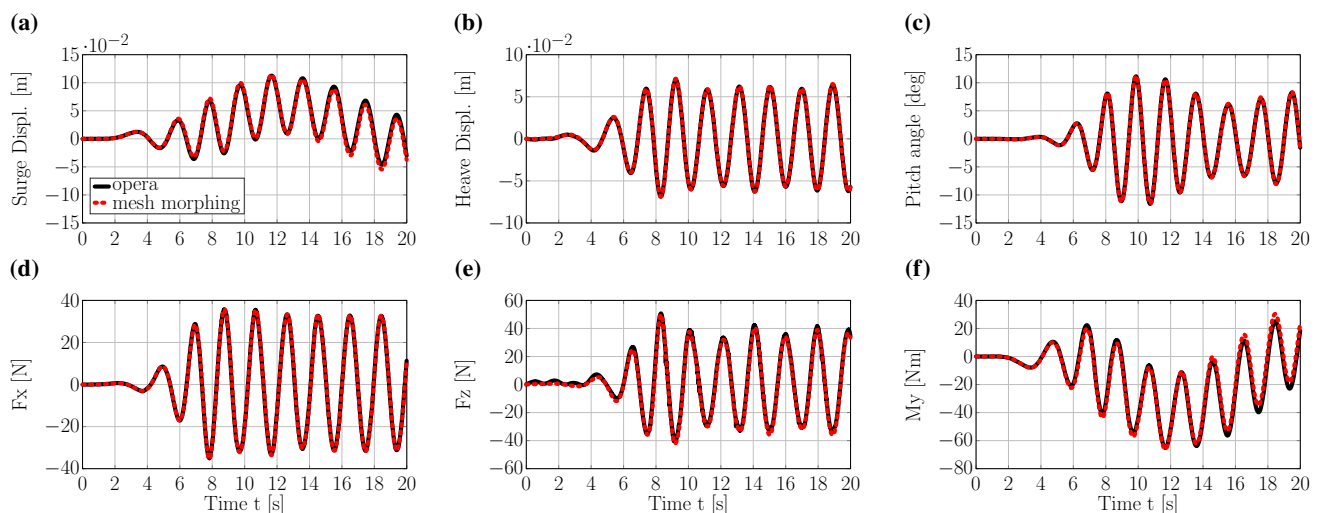 (a) (b) (c)
·10−2 ·10−2
15 10 15
10 5 10
5 0 5
0 −5 0
−5 −10 −5
−10 −10
−15 −15
Surge Displ. [m] Heave Displ. [m] Pitch angle [deg]
opera
mesh morphing
0 2 4 6 8 10 12 14 16 18 20 0 2 4 6 8 10 12 14 16 18 20 0 2 4 6 8 10 12 14 16 18 20
(d) (e) (f)
40 60 40
20 40 20
0 20 0
−20 0 −20
−40 −20 −40
−40 −60
−60 −80
Fx [N] Fz [N] My [Nm]
0 2 4 6 8 10 12 14 16 18 20 0 2 4 6 8 10 12 14 16 18 20 0 2 4 6 8 10 12 14 16 18 20
Time t [s] Time t [s] Time t [s]